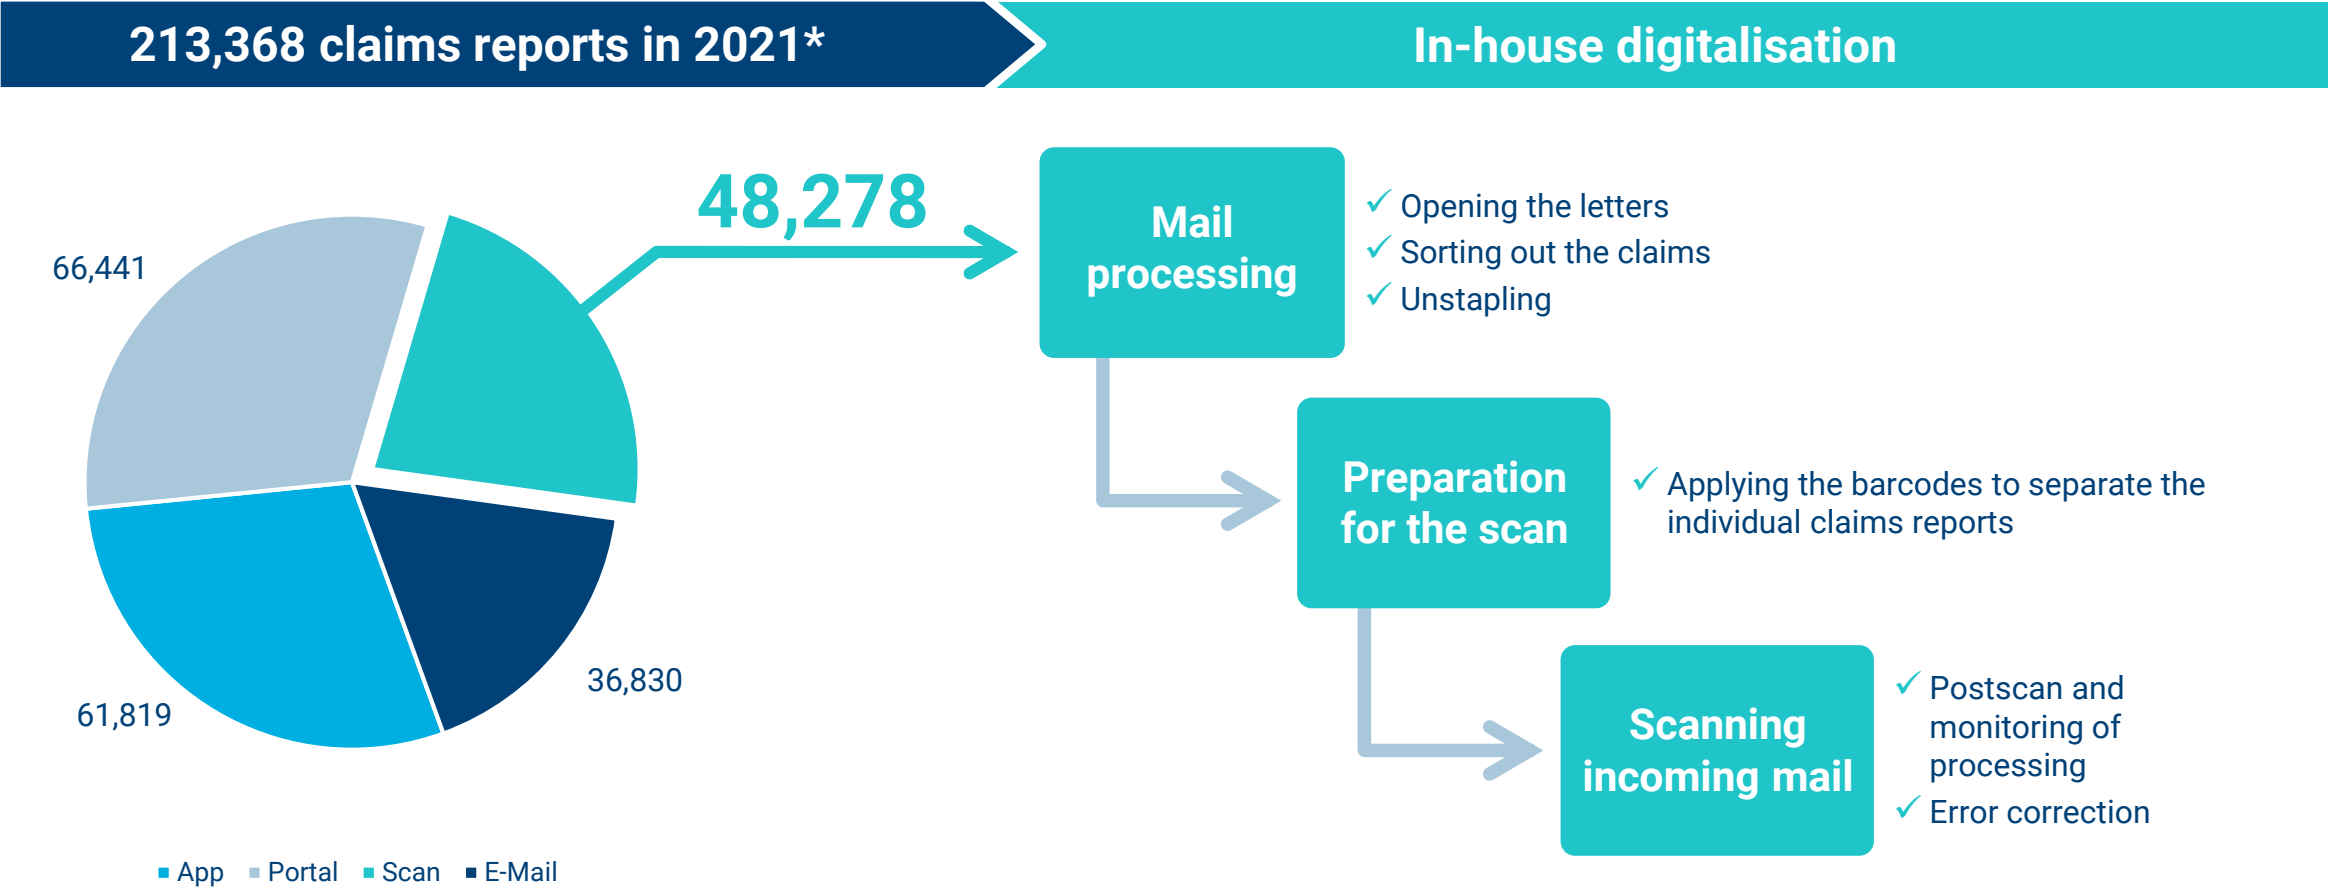 213,368 claims reports in 2021*
In-house digitalisation
48,278
66,441
61,819
36,830
App
Portal
Scan
E-Mail
Mail
processing
Opening the letters
Sorting out the claims
Unstapling
Preparation
for the scan
Applying the barcodes to separate the
individual claims reports
Scanning
incoming mail
Postscan and
monitoring of
processing
Error correction